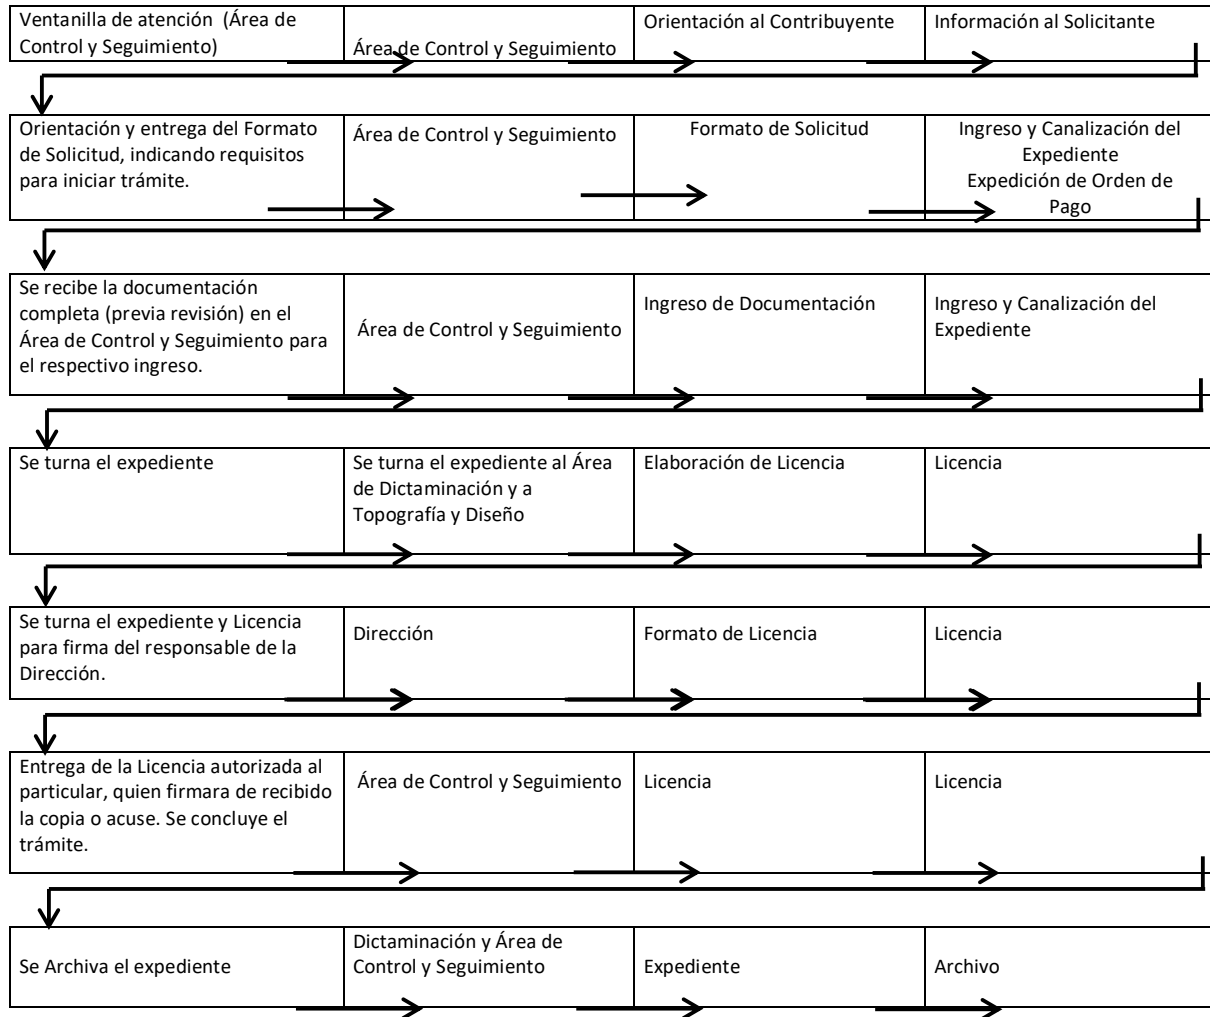 Ventanilla de atención (Área de
Control y Seguimiento)
Área de Control y Seguimiento
Orientación al Contribuyente
Información al Solicitante
Orientación y entrega del Formato
de Solicitud, indicando requisitos
para iniciar trámite.
Área de Control y Seguimiento
Formato de Solicitud
Ingreso y Canalización del
Expediente
Expedición de Orden de
Pago
Se recibe la documentación
completa (previa revisión) en el
Área de Control y Seguimiento para
el respectivo ingreso.
Área de Control y Seguimiento
Ingreso de Documentación
Ingreso y Canalización del
Expediente
Se turna el expediente
Se turna el expediente al Área
de Dictaminación y a
Topografía y Diseño
Elaboración de Licencia
Licencia
Se turna el expediente y Licencia
para firma del responsable de la
Dirección.
Dirección
Formato de Licencia
Licencia
Entrega de la Licencia autorizada al
particular, quien firmara de recibido
la copia o acuse. Se concluye el
trámite.
Área de Control y Seguimiento
Licencia
Licencia
Se Archiva el expediente
Dictaminación y Área de
Control y Seguimiento
Expediente
Archivo